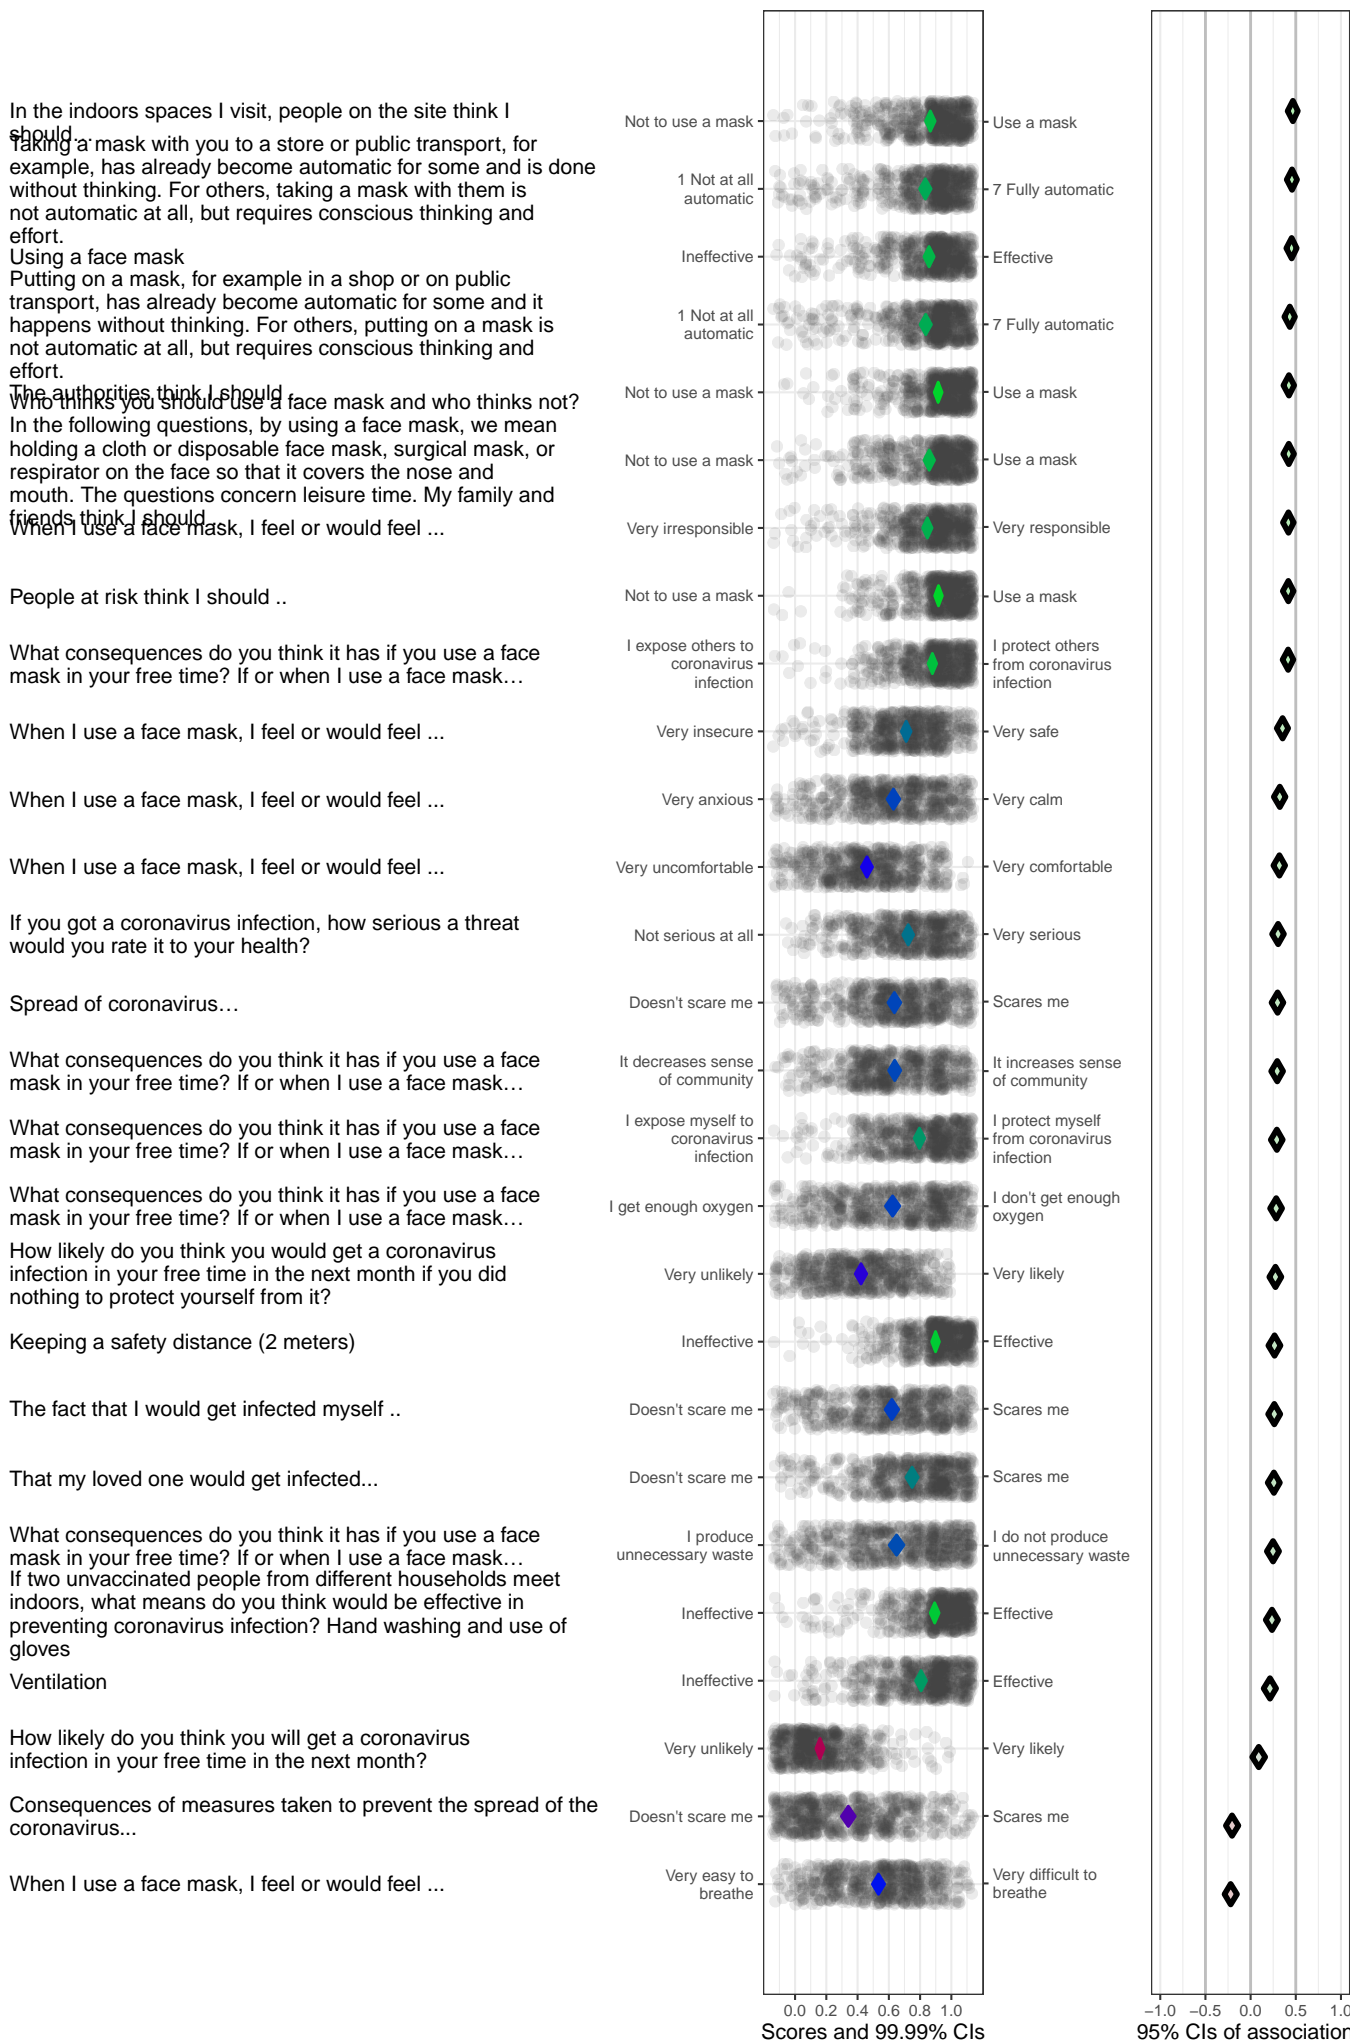 In the indoors spaces I visit, people on the site think I
should ..
Not to use a mask
Use a mask
Taking a mask with you to a store or public transport, for
example, has already become automatic for some and is done
without thinking. For others, taking a mask with them is
not automatic at all, but requires conscious thinking and
effort.
1 Not at all
automatic
7 Fully automatic
Using a face mask
Ineffective
Effective
Putting on a mask, for example in a shop or on public
transport, has already become automatic for some and it
happens without thinking. For others, putting on a mask is
not automatic at all, but requires conscious thinking and
effort.
1 Not at all
automatic
7 Fully automatic
The authorities think I should ..
Not to use a mask
Use a mask
Who thinks you should use a face mask and who thinks not?
In the following questions, by using a face mask, we mean
holding a cloth or disposable face mask, surgical mask, or
respirator on the face so that it covers the nose and
mouth. The questions concern leisure time. My family and
friends think I should ..
Not to use a mask
Use a mask
When I use a face mask, I feel or would feel ...
Very irresponsible
Very responsible
People at risk think I should ..
Not to use a mask
Use a mask
What consequences do you think it has if you use a face
mask in your free time? If or when I use a face mask…
I expose others to
coronavirus
infection
I protect others
from coronavirus
infection
When I use a face mask, I feel or would feel ...
Very insecure
Very safe
When I use a face mask, I feel or would feel ...
Very anxious
Very calm
When I use a face mask, I feel or would feel ...
Very uncomfortable
Very comfortable
If you got a coronavirus infection, how serious a threat
would you rate it to your health?
Not serious at all
Very serious
Spread of coronavirus…
Doesn't scare me
Scares me
What consequences do you think it has if you use a face
mask in your free time? If or when I use a face mask…
It decreases sense
of community
It increases sense
of community
What consequences do you think it has if you use a face
mask in your free time? If or when I use a face mask…
I expose myself to
coronavirus
infection
I protect myself
from coronavirus
infection
What consequences do you think it has if you use a face
mask in your free time? If or when I use a face mask…
I get enough oxygen
I don't get enough
oxygen
How likely do you think you would get a coronavirus
infection in your free time in the next month if you did
nothing to protect yourself from it?
Very unlikely
Very likely
Keeping a safety distance (2 meters)
Ineffective
Effective
The fact that I would get infected myself ..
Doesn't scare me
Scares me
That my loved one would get infected...
Doesn't scare me
Scares me
What consequences do you think it has if you use a face
mask in your free time? If or when I use a face mask…
I produce
unnecessary waste
I do not produce
unnecessary waste
If two unvaccinated people from different households meet
indoors, what means do you think would be effective in
preventing coronavirus infection? Hand washing and use of
gloves
Ineffective
Effective
Ventilation
Ineffective
Effective
How likely do you think you will get a coronavirus
infection in your free time in the next month?
Very unlikely
Very likely
Consequences of measures taken to prevent the spread of the
coronavirus...
Doesn't scare me
Scares me
When I use a face mask, I feel or would feel ...
Very easy to
breathe
Very difficult to
breathe
0.0 0.2 0.4 0.6 0.8 1.0
Scores and 99.99% CIs
−1.0 −0.5 0.0 0.5 1.0
95% CIs of association